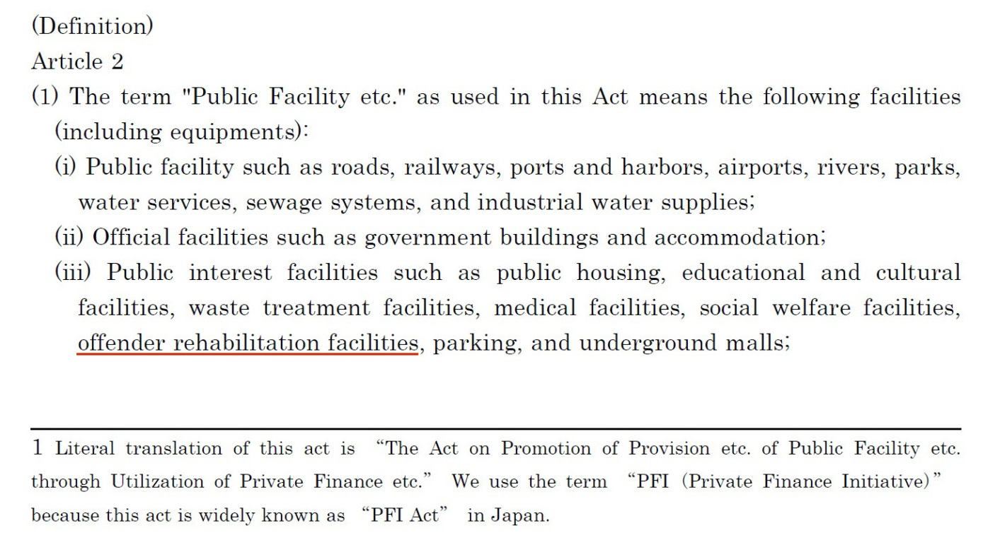 (Definition)
Article 2
(1) The term "Public Facility etc." as used in this Act means the following facilities
(including equipments):
(i) Public facility such as roads, railways, ports and harbors, airports, rivers, parks,
water services, sewage systems, and industrial water supplies;
(ii) Official facilities such as government buildings and accommodation;
(iii) Public interest facilities such as public housing, educational and cultural
facilities, waste treatment facilities, medical facilities, social welfare facilities,
offender rehabilitation facilities, parking, and underground malls;
1 Literal translation of this act is “The Act on Promotion of Provision etc. of Public Facility etc.
through Utilization of Private Finance etc.” We use the term “PFI (Private Finance Initiative)”
because this act is widely known as “PFI Act” in Japan.